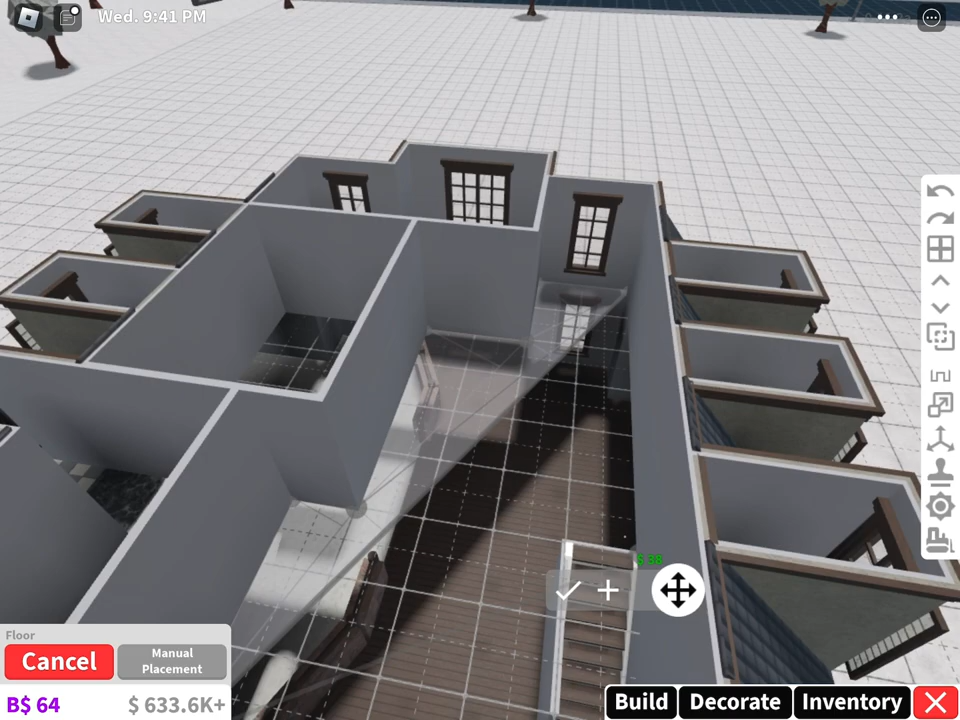 Wed. 9:41 PM
$ 38
Floor
Cancel
Manual
Placement
B$ 64
$ 633.6K+
Build
Decorate
Inventory